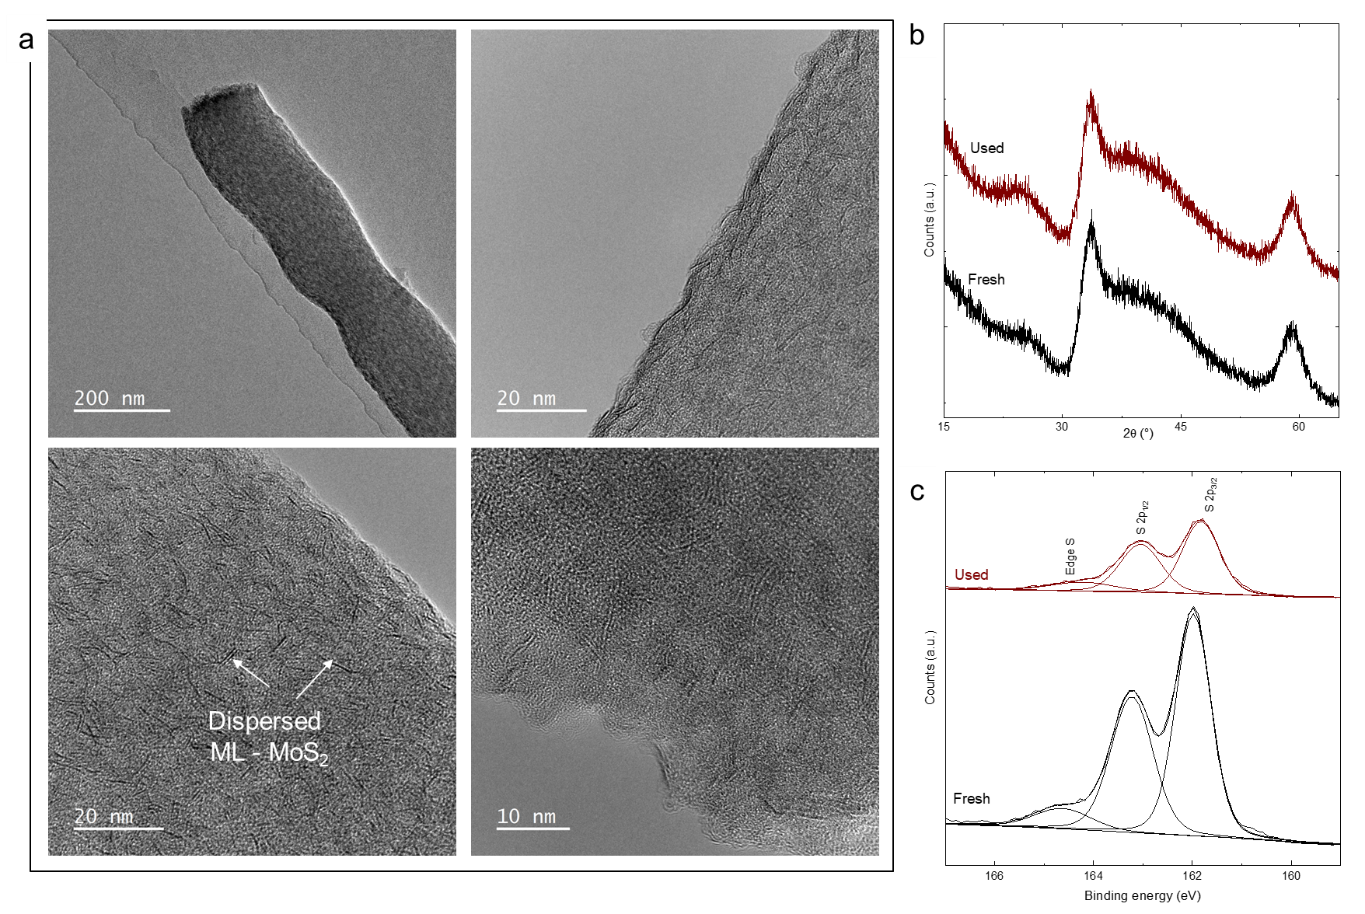 a
200 nm
20 nm
20 nm
Dispersed
ML - MoS₂
10 nm
b
Used
Fresh
Counts (a.u.)
15 30 45 60
2θ (°)
c
Edge S
S 2p₁/₂
S 2p₃/₂
Used
Fresh
Counts (a.u.)
166 164 162 160
Binding energy (eV)